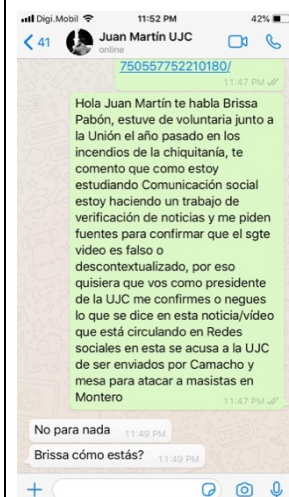 Digi.Mobil 11:52 PM 42%
41 Juan Martín UJC
online
750557752210180/
11:47 PM
Hola Juan Martín te habla Brissa
Pabón, estuve de voluntaria junto a
la Unión el año pasado en los
incendios de la chiquitanía, te
comento que como estoy
estudiando Comunicación social
estoy haciendo un trabajo de
verificación de noticias y me piden
fuentes para confirmar que el sgte
video es falso o
descontextualizado, por eso
quisiera que vos como presidente
de la UJC me confirmes o negues
lo que se dice en esta noticia/vídeo
que está circulando en Redes
sociales en esta se acusa a la UJC
de ser enviados por Camacho y
mesa para atacar a masistas en
Montero
11:47 PM
No para nada 11:49 PM
Brissa cómo estás? 11:49 PM